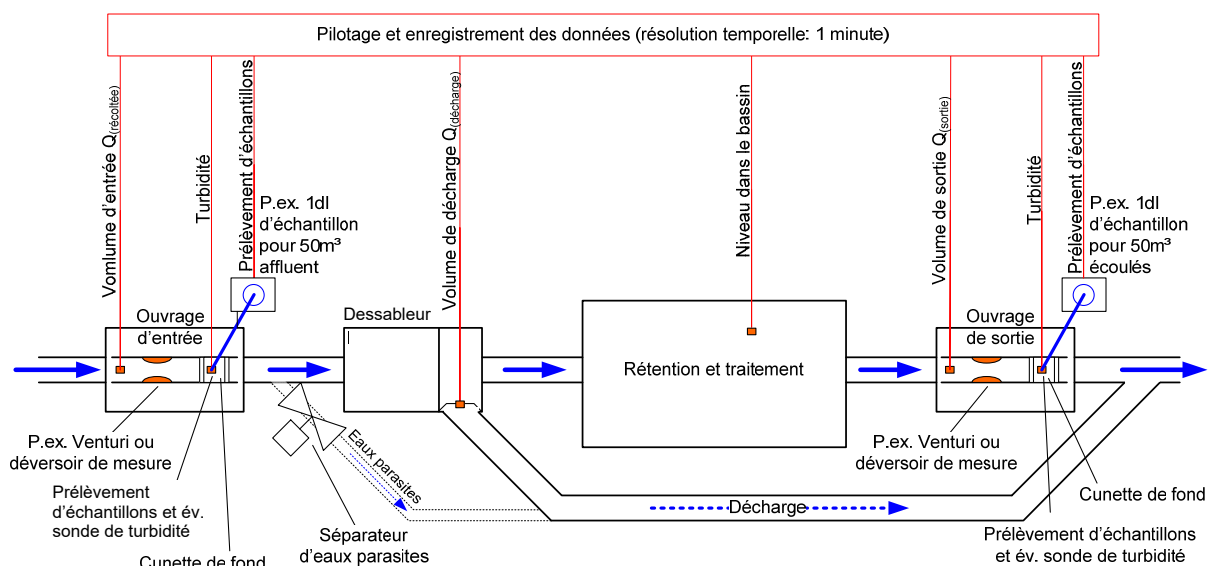 Pilotage et enregistrement des données (résolution temporelle: 1 minute)
Vomlume d'entrée Q(récoltée)
Turbidité
Prélèvement d'échantillons
Volume de décharge Q(décharge)
Niveau dans le bassin
Volume de sortie Q(sortie)
Turbidité
Prélèvement d'échantillons
P.ex. 1dl
d'échantillon
pour 50m³
affluent
P.ex. 1dl
d'échantillon
pour 50m³
écoulés
Ouvrage
d'entrée
Dessableur
Rétention et traitement
Ouvrage
de sortie
P.ex. Venturi ou
déversoir de mesure
Prélèvement
d'échantillons et év.
sonde de turbidité
Cunette de fond
Eaux parasites
Séparateur
d'eaux parasites
Décharge
P.ex. Venturi ou
déversoir de mesure
Cunette de fond
Prélèvement d'échantillons
et év. sonde de turbidité